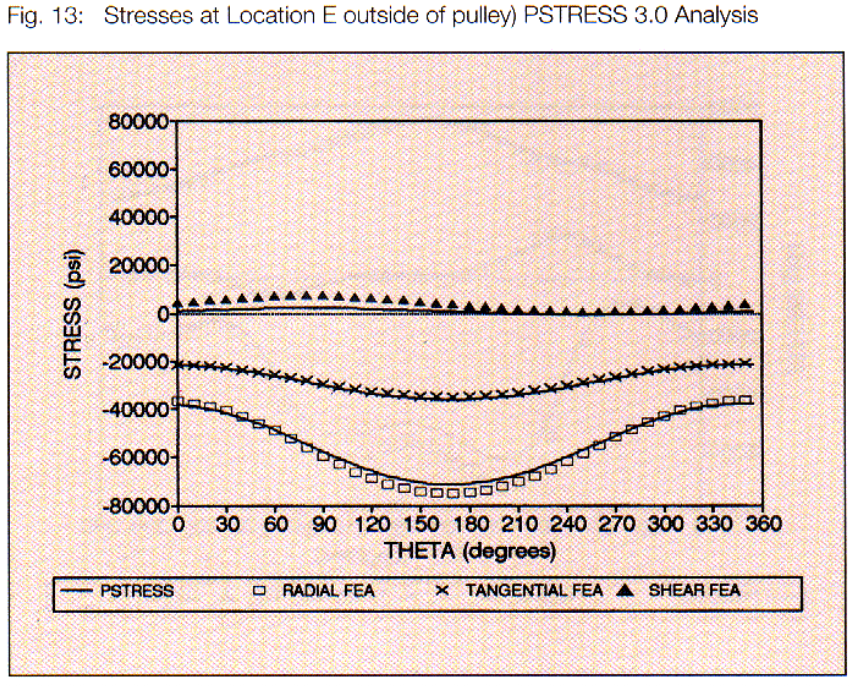 Fig. 13: Stresses at Location E outside of pulley) PSTRESS 3.0 Analysis
80000
60000
40000
20000
0
-20000
-40000
-60000
-80000
STRESS (psi)
0 30 60 90 120 150 180 210 240 270 300 330 360
THETA (degrees)
PSTRESS RADIAL FEA TANGENTIAL FEA SHEAR FEA